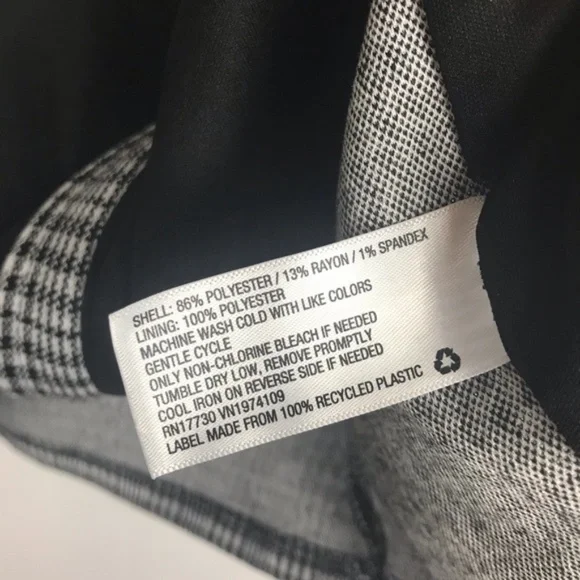 SHELL: 86% POLYESTER / 13% RAYON / 1% SPANDEX
LINING: 100% POLYESTER
MACHINE WASH COLD WITH LIKE COLORS
GENTLE CYCLE
ONLY NON-CHLORINE BLEACH IF NEEDED
TUMBLE DRY LOW, REMOVE PROMPTLY
COOL IRON ON REVERSE SIDE IF NEEDED
RN17730 VN1974109
LABEL MADE FROM 100% RECYCLED PLASTIC